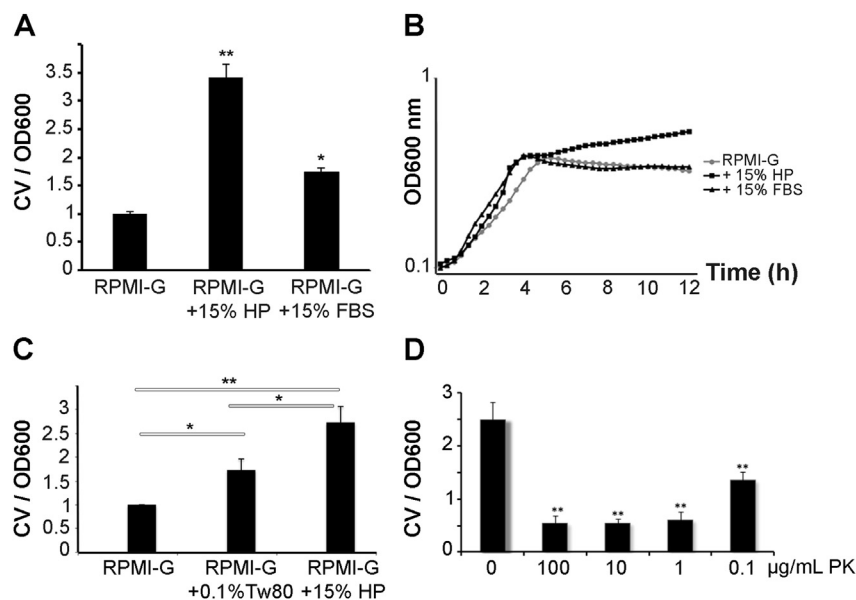 A
CV / OD600
3.5
3
2.5
2
1.5
1
0.5
0
**
*
RPMI-G
RPMI-G
+15% HP
RPMI-G
+15% FBS
B
OD600 nm
1
0.1
0 2 4 6 8 10 12
Time (h)
RPMI-G
+ 15% HP
+ 15% FBS
C
CV / OD600
3
2.5
2
1.5
1
0.5
0
**
*
*
RPMI-G
RPMI-G
+0.1%Tw80
RPMI-G
+15% HP
D
CV / OD600
3
2
1
0
** ** ** **
0 100 10 1 0.1 µg/mL PK